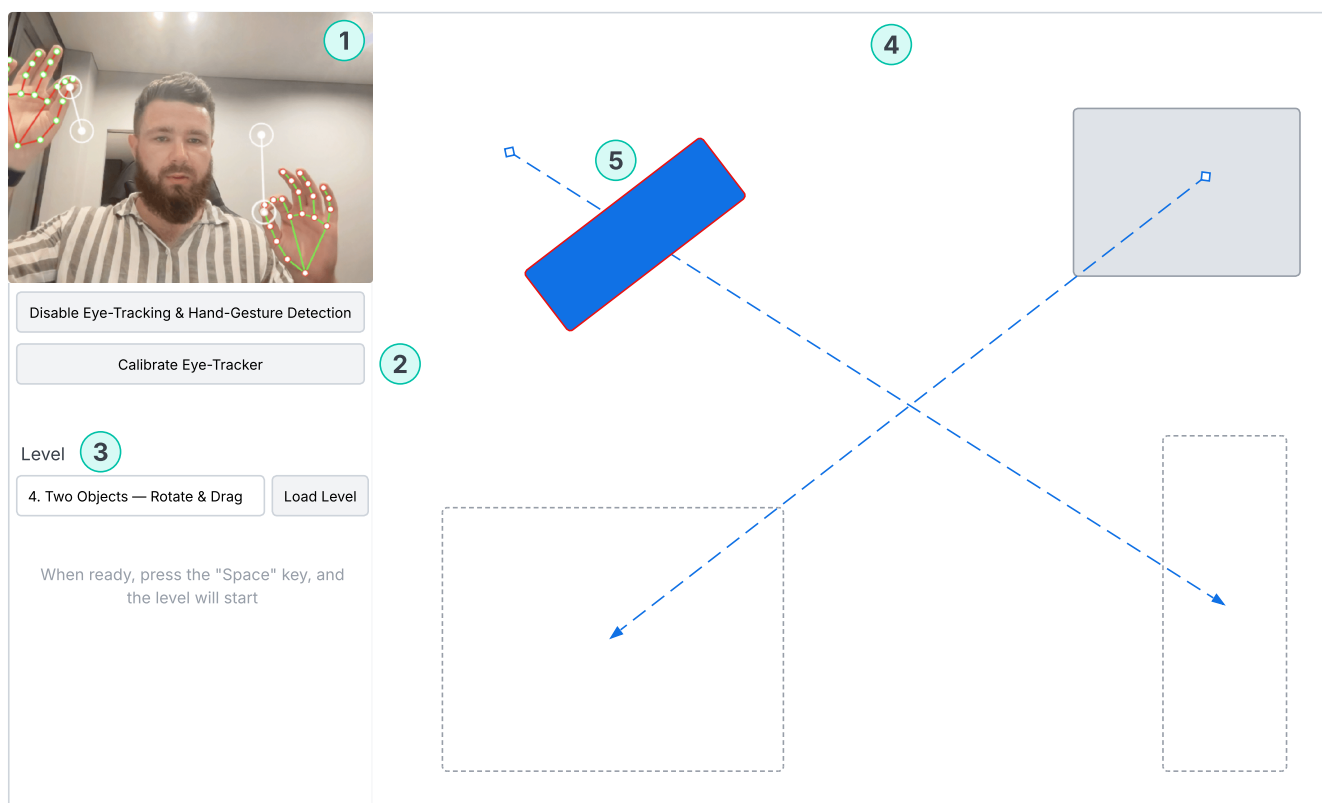 1
4
5
Disable Eye-Tracking & Hand-Gesture Detection
Calibrate Eye-Tracker
2
Level
3
4. Two Objects — Rotate & Drag
Load Level
When ready, press the "Space" key, and
the level will start